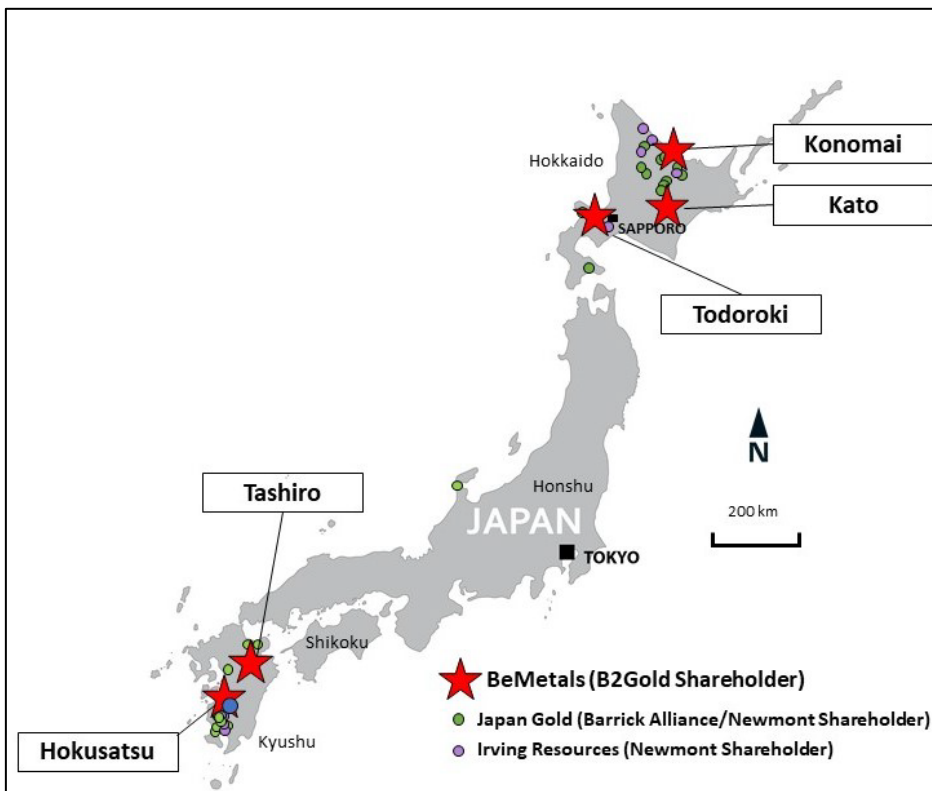 Konomai
Hokkaido
Kato
SAPPORO
Todoroki
N
Tashiro
Honshu
JAPAN
200 km
TOKYO
Shikoku
BeMetals (B2Gold Shareholder)
Japan Gold (Barrick Alliance/Newmont Shareholder)
Hokusatsu
Kyushu
Irving Resources (Newmont Shareholder)